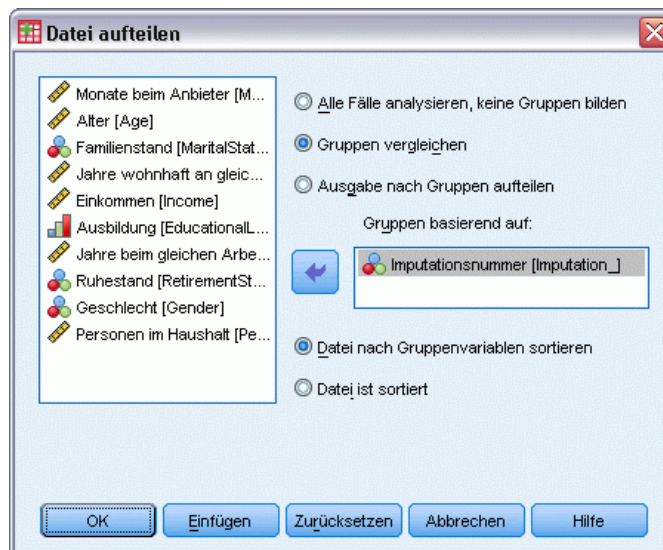 Datei aufteilen
Monate beim Anbieter [M...
Alter [Age]
Familienstand [MaritalStat...
Jahre wohnhaft an gleic...
Einkommen [Income]
Ausbildung [EducationalL...
Jahre beim gleichen Arbe...
Ruhestand [RetirementSt...
Geschlecht [Gender]
Personen im Haushalt [Pe...
Alle Fälle analysieren, keine Gruppen bilden
Gruppen vergleichen
Ausgabe nach Gruppen aufteilen
Gruppen basierend auf:
Imputationsnummer [Imputation_]
Datei nach Gruppenvariablen sortieren
Datei ist sortiert
OK Einfügen Zurücksetzen Abbrechen Hilfe